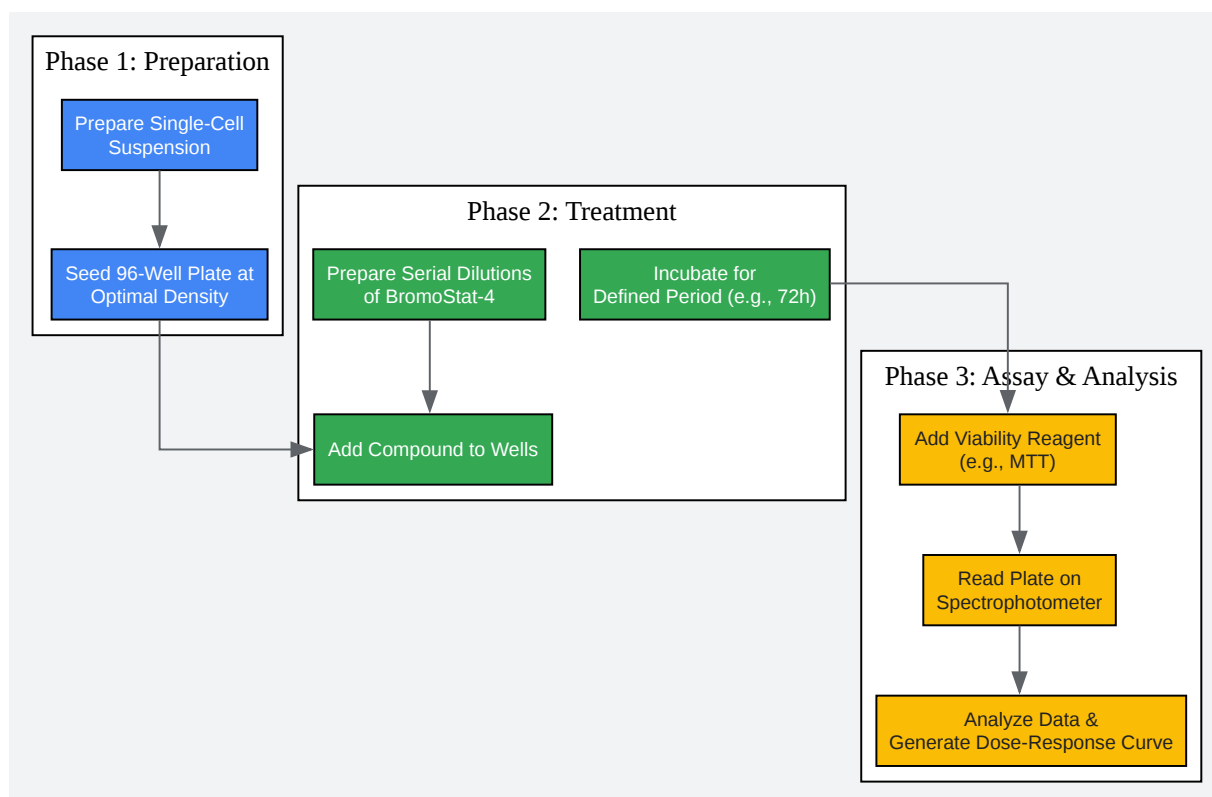 Phase 1: Preparation
Prepare Single-Cell
Suspension
Seed 96-Well Plate at
Optimal Density
Phase 2: Treatment
Prepare Serial Dilutions
of BromoStat-4
Incubate for
Defined Period (e.g., 72h)
Add Compound to Wells
Phase 3: Assay & Analysis
Add Viability Reagent
(e.g., MTT)
Read Plate on
Spectrophotometer
Analyze Data &
Generate Dose-Response Curve